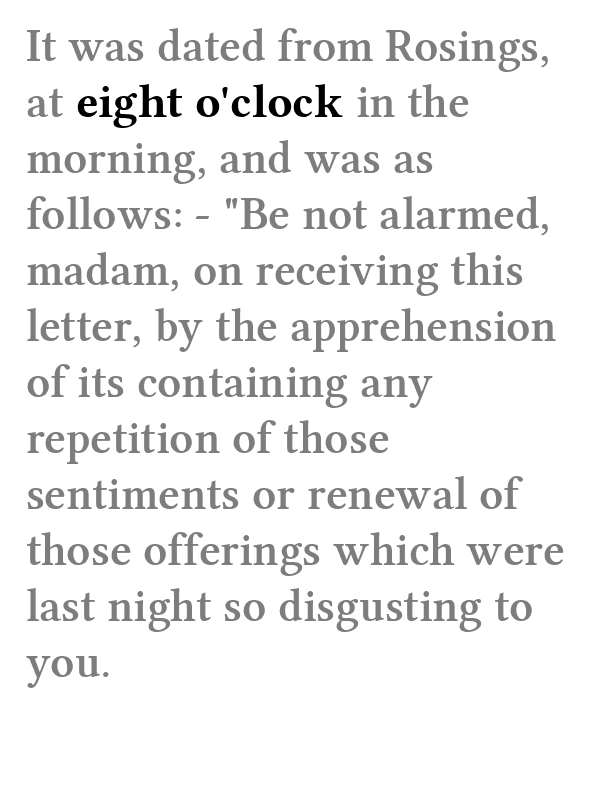 It was dated from Rosings,
at eight o'clock in the
morning, and was as
follows: - "Be not alarmed,
madam, on receiving this
letter, by the apprehension
of its containing any
repetition of those
sentiments or renewal of
those offerings which were
last night so disgusting to
you.